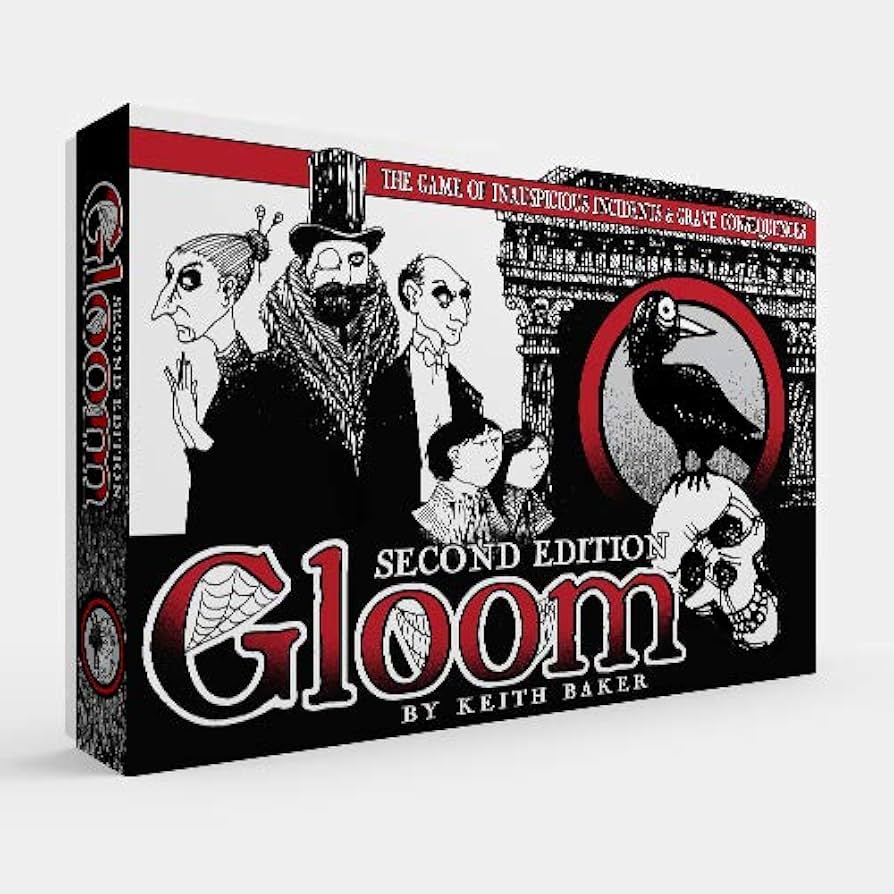 THE GAME OF INAUSPICIOUS INCIDENTS & GRAVE CONSEQUENCES
SECOND EDITION
Gloom
BY KEITH BAKER
Gloom
SECOND EDITION